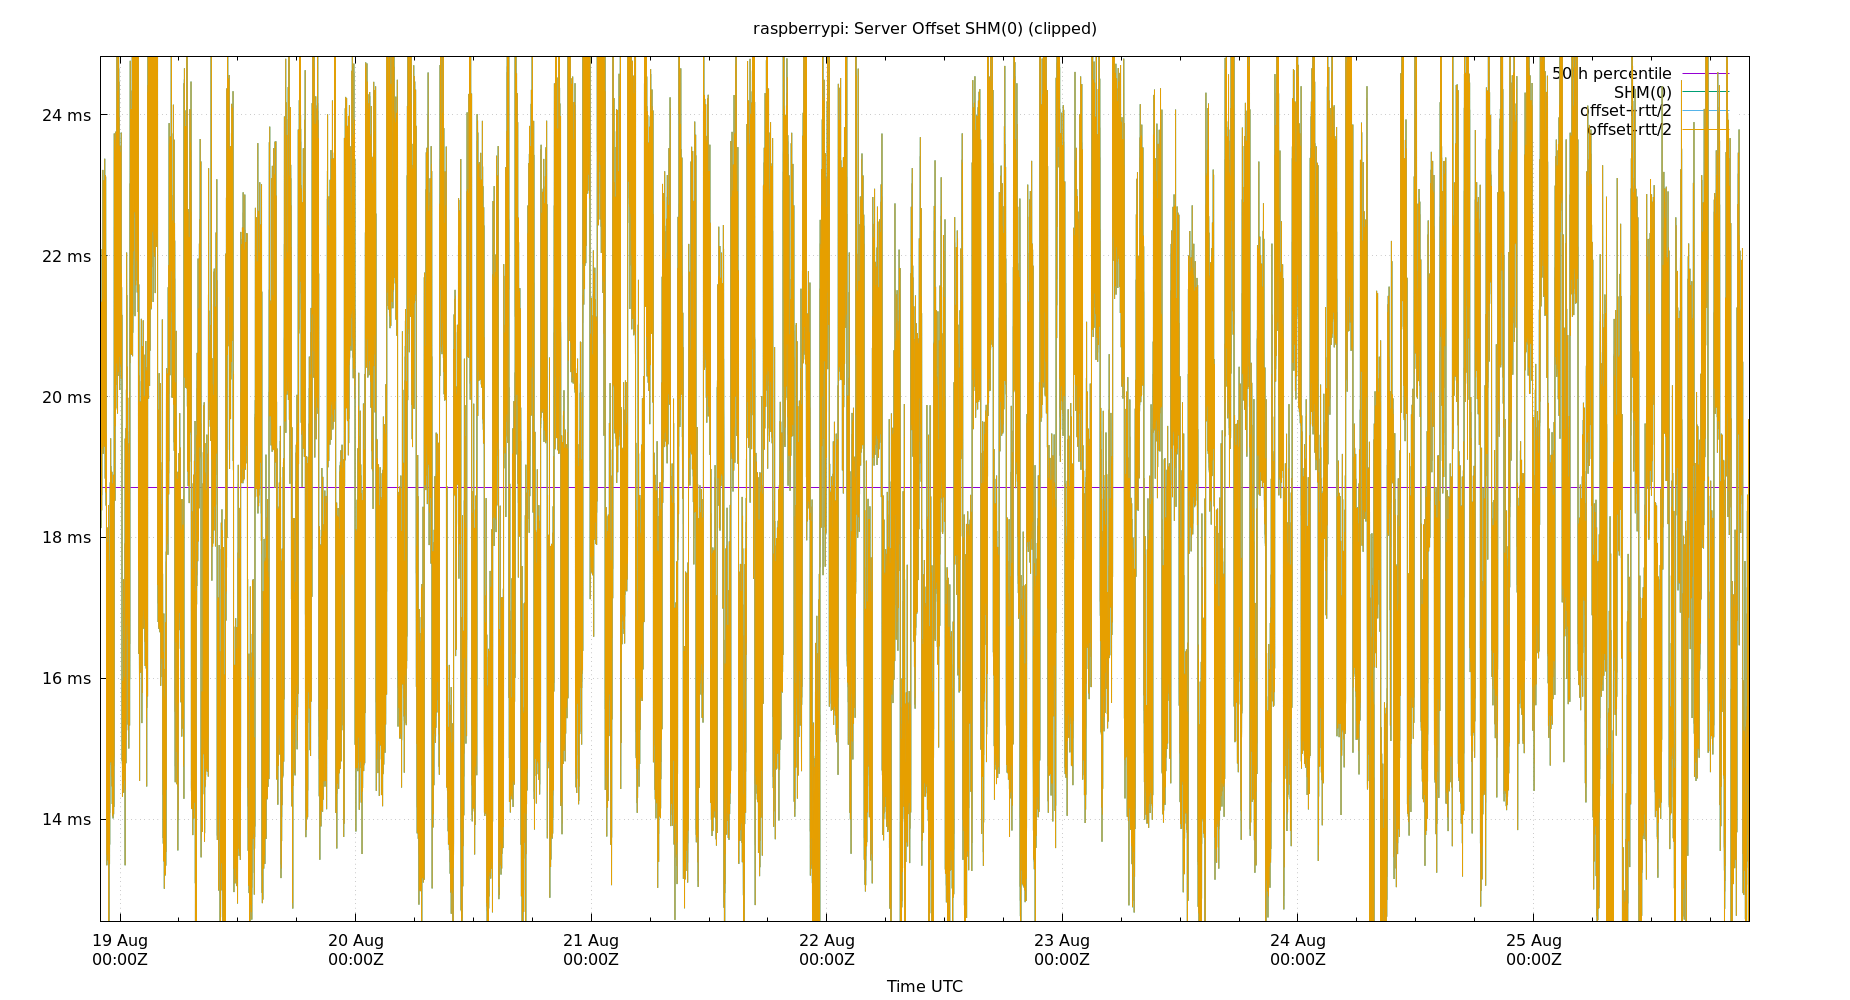 raspberrypi: Server Offset SHM(0) (clipped)
50th percentile
SHM(0)
offset-rtt/2
offset-rtt/2
24 ms
22 ms
20 ms
18 ms
16 ms
14 ms
19 Aug 20 Aug 21 Aug 22 Aug 23 Aug 24 Aug 25 Aug
00:00Z 00:00Z 00:00Z 00:00Z 00:00Z 00:00Z 00:00Z
Time UTC